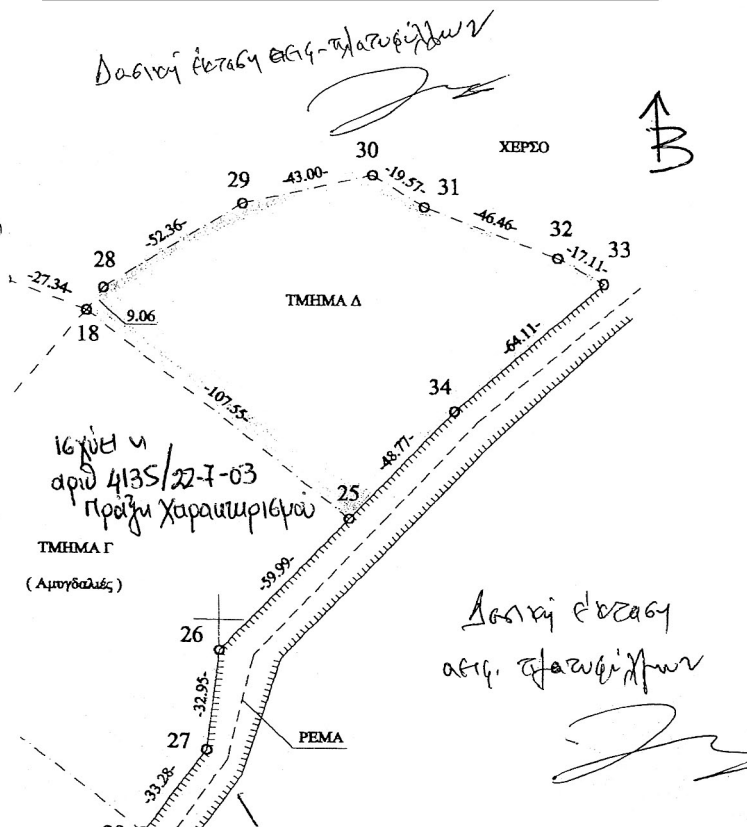 Δασική έκταση αειφ-πλατυφύλλων
ΧΕΡΣΟ
Β
30
-43.00-
-19.57-
29
31
-46.46-
-52.36-
32
-17.11-
33
28
-27.34-
9.06
18
ΤΜΗΜΑ Δ
-64.11-
34
-107.55-
-48.77-
ισχύει η
αριθ 4135/22-7-03
Πράξη Χαρακτηρισμού
25
ΤΜΗΜΑ Γ
( Αμυγδαλιές )
-59.99-
Δασική έκταση
αειφ. πλατυφύλλων
26
-32.95-
ΡΕΜΑ
27
-33.28-